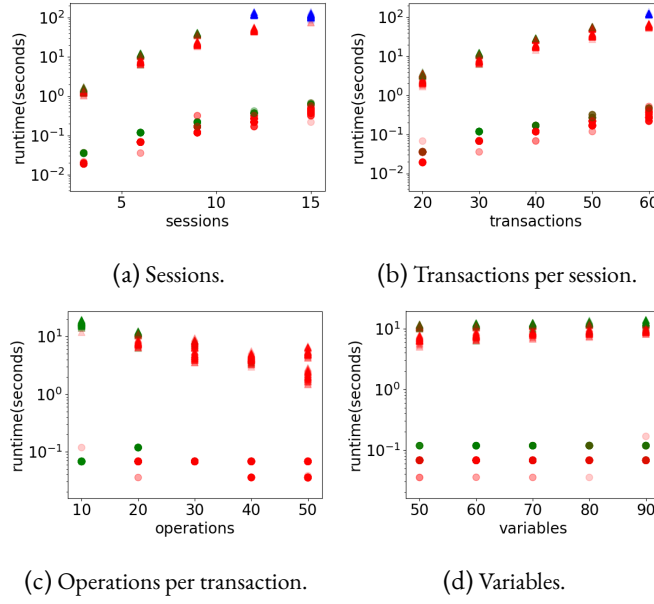 10²
10¹
10⁰
10⁻¹
10⁻²
runtime(seconds)
5 10 15
sessions
(a) Sessions.
10²
10¹
10⁰
10⁻¹
10⁻²
runtime(seconds)
20 30 40 50 60
transactions
(b) Transactions per session.
10¹
10⁰
10⁻¹
runtime(seconds)
10 20 30 40 50
operations
(c) Operations per transaction.
10¹
10⁰
10⁻¹
runtime(seconds)
50 60 70 80 90
variables
(d) Variables.